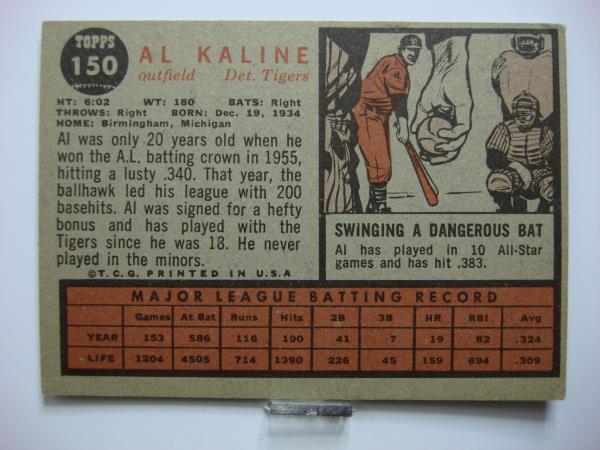 TOPPS
150
AL KALINE
outfield Det. Tigers
HT: 6:02 WT: 180 BATS: Right
THROWS: Right BORN: Dec. 19, 1934
HOME: Birmingham, Michigan
Al was only 20 years old when he
won the A.L. batting crown in 1955,
hitting a lusty .340. That year, the
ballhawk led his league with 200
basehits. Al was signed for a hefty
bonus and has played with the
Tigers since he was 18. He never
played in the minors.
©T.C.G. PRINTED IN U.S.A
SWINGING A DANGEROUS BAT
Al has played in 10 All-Star
games and has hit .383.
MAJOR LEAGUE BATTING RECORD
Games At Bat Runs Hits 2B 3B HR RBI Avg
YEAR 153 586 116 190 41 7 19 82 .324
LIFE 1204 4505 714 1390 226 45 159 694 .309